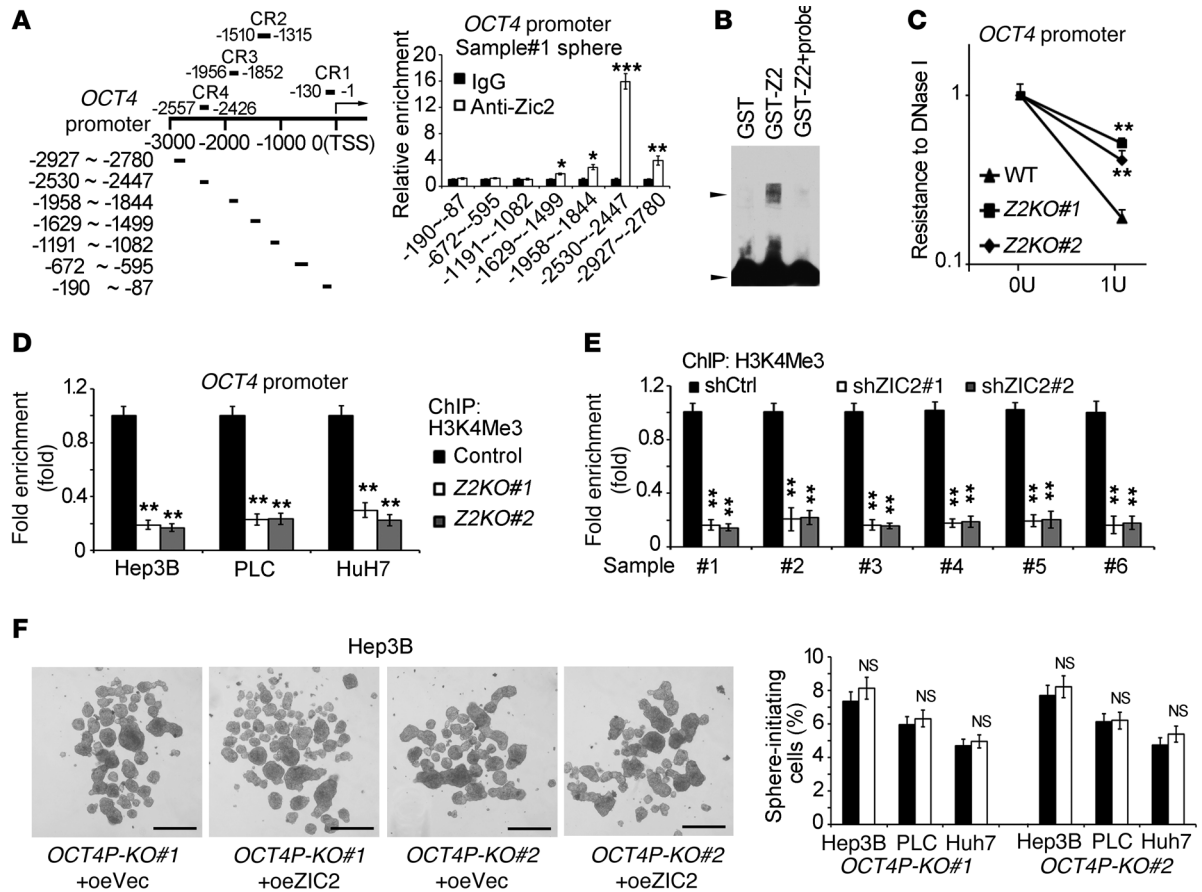 A
CR2
-1510 -1315
CR3
-1956 -1852
CR1
-130 -1
CR4
-2557 -2426
OCT4
promoter
-3000 -2000 -1000 0(TSS)
-2927 ~ -2780
-2530 ~ -2447
-1958 ~ -1844
-1629 ~ -1499
-1191 ~ -1082
-672 ~ -595
-190 ~ -87
OCT4 promoter
Sample#1 sphere
IgG
Anti-Zic2
Relative enrichment
20
16
12
8
4
0
* * *** **
-190~-87
-672~-595
-1191~-1082
-1629~-1499
-1958~-1844
-2530~-2447
-2927~-2780
B
GST
GST-Z2
GST-Z2+probe
C
OCT4 promoter
Resistance to DNase I
1
0.1
**
**
WT
Z2KO#1
Z2KO#2
0U 1U
D
OCT4 promoter
Fold enrichment
(fold)
1.2
0.8
0.4
0
** ** ** ** ** **
Hep3B PLC HuH7
ChIP:
H3K4Me3
Control
Z2KO#1
Z2KO#2
E
ChIP: H3K4Me3
shCtrl shZIC2#1 shZIC2#2
Fold enrichment
(fold)
1.2
0.8
0.4
0
** ** ** ** ** ** ** ** ** ** ** **
Sample #1 #2 #3 #4 #5 #6
F
Hep3B
OCT4P-KO#1
+oeVec
OCT4P-KO#1
+oeZIC2
OCT4P-KO#2
+oeVec
OCT4P-KO#2
+oeZIC2
Sphere-initiating
cells (%)
10
8
6
4
2
0
NS NS NS NS NS NS
Hep3B PLC Huh7 Hep3B PLC Huh7
OCT4P-KO#1 OCT4P-KO#2